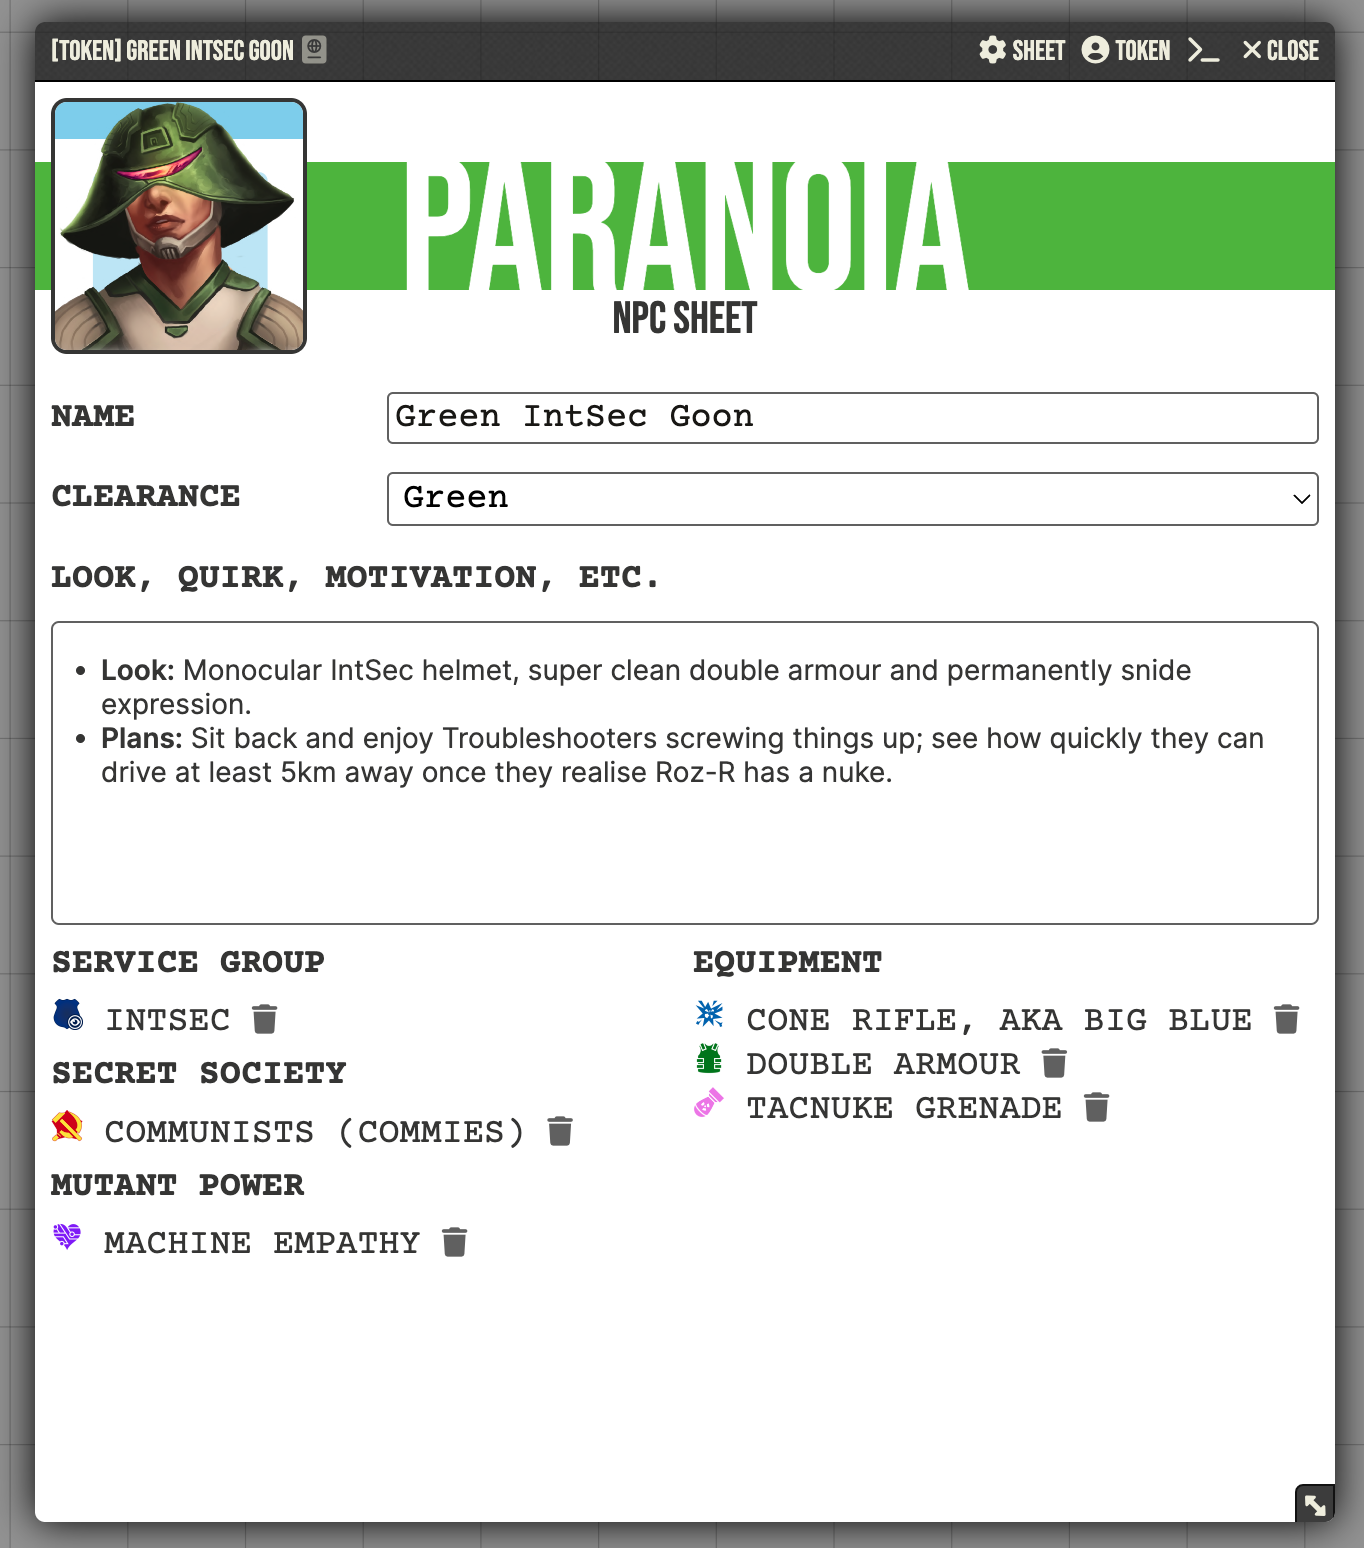 [TOKEN] GREEN INTSEC GOON
SHEET
TOKEN
CLOSE
PARANOIA
NPC SHEET
NAME
Green IntSec Goon
CLEARANCE
Green
LOOK, QUIRK, MOTIVATION, ETC.
• Look: Monocular IntSec helmet, super clean double armour and permanently snide
expression.
• Plans: Sit back and enjoy Troubleshooters screwing things up; see how quickly they can
drive at least 5km away once they realise Roz-R has a nuke.
SERVICE GROUP
INTSEC
SECRET SOCIETY
COMMUNISTS (COMMIES)
MUTANT POWER
MACHINE EMPATHY
EQUIPMENT
CONE RIFLE, AKA BIG BLUE
DOUBLE ARMOUR
TACNUKE GRENADE